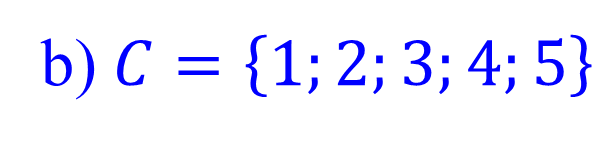 b) C = {1; 2; 3; 4; 5}